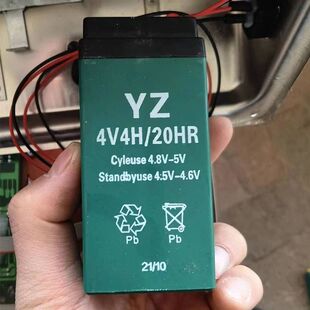 YZ
4V4H/20HR
Cyleuse 4.8V-5V
Standbyuse 4:5V-4.6V
Pb Pb
21/10